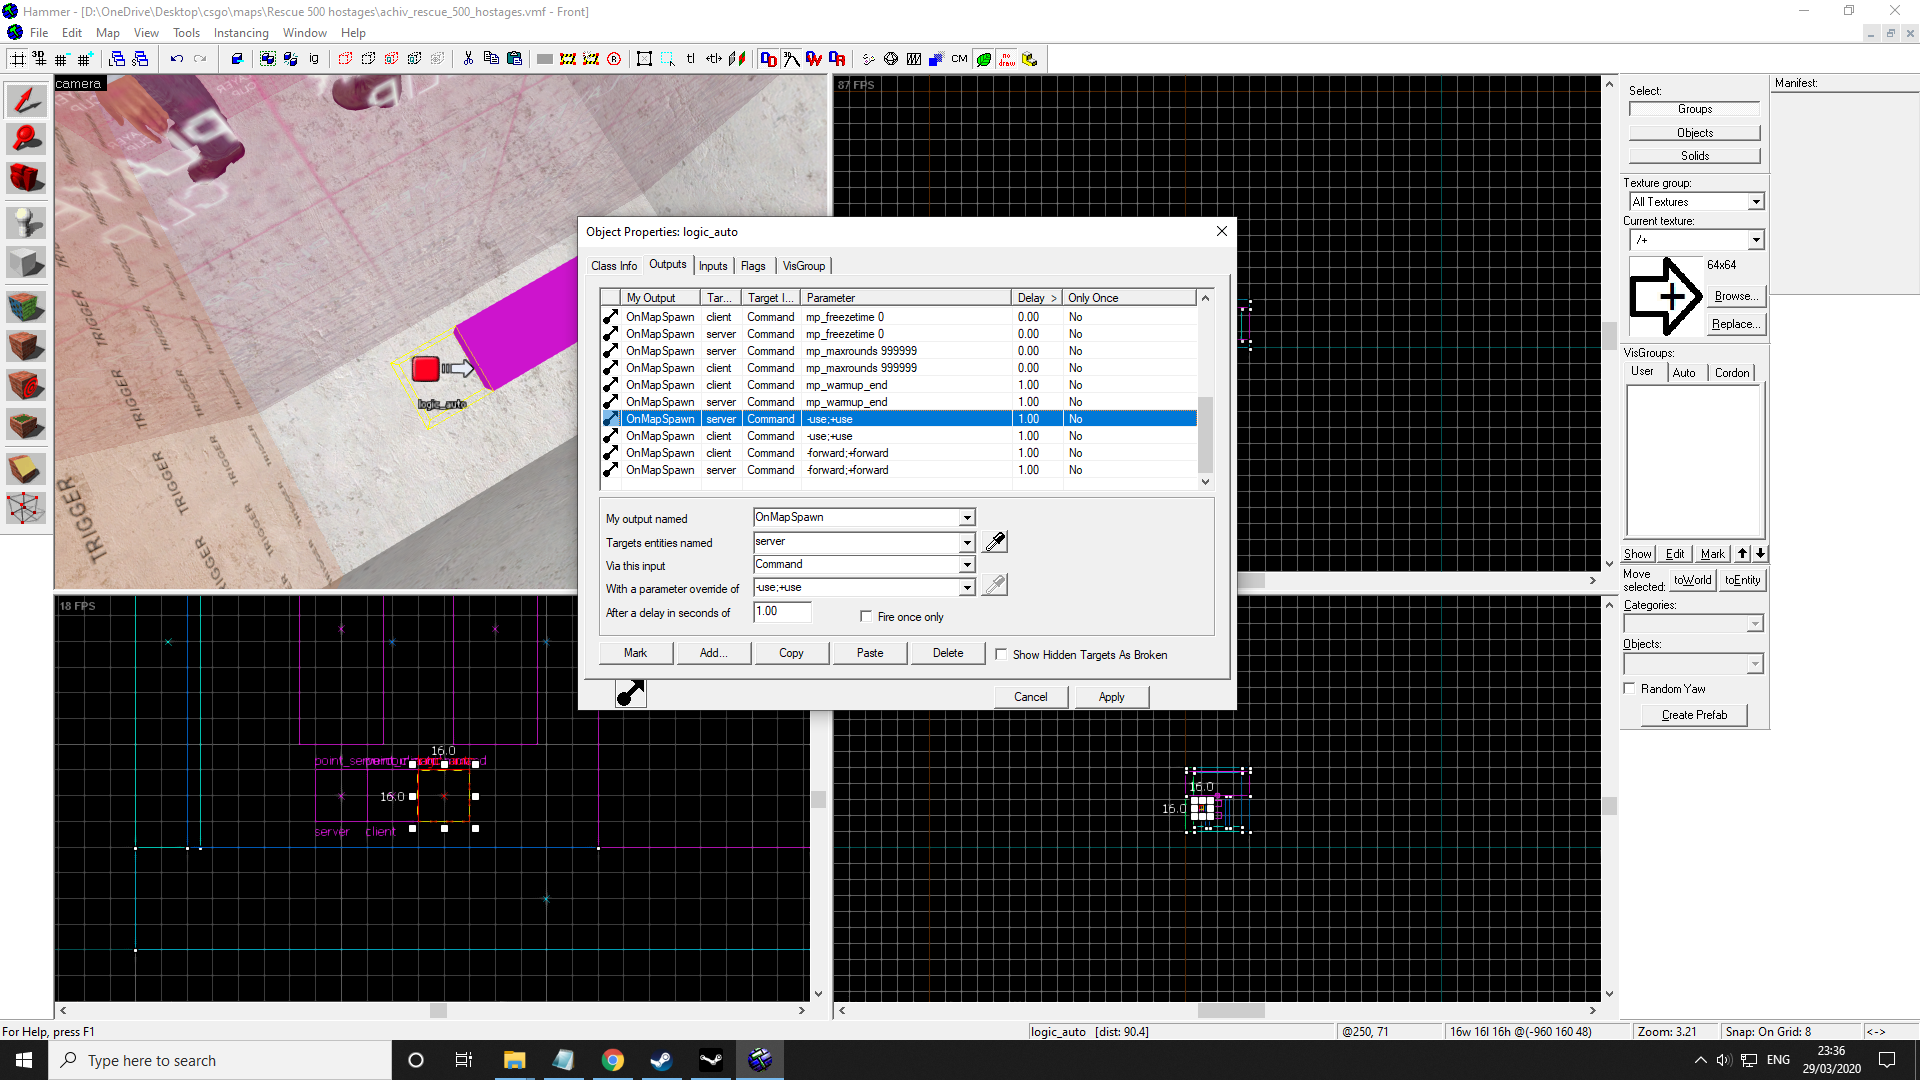 Hammer - [D:\OneDrive\Desktop\csgo\maps\Rescue 500 hostages\achiv_rescue_500_hostages.vmf - Front]
File Edit Map View Tools Instancing Window Help
camera
87 FPS
TRIGGER
logic_auto
Object Properties: logic_auto
Class Info Outputs Inputs Flags VisGroup
My Output Tar... Target I... Parameter Delay > Only Once
OnMapSpawn client Command mp_freezetime 0 0.00 No
OnMapSpawn server Command mp_freezetime 0 0.00 No
OnMapSpawn server Command mp_maxrounds 999999 0.00 No
OnMapSpawn client Command mp_maxrounds 999999 0.00 No
OnMapSpawn client Command mp_warmup_end 1.00 No
OnMapSpawn server Command mp_warmup_end 1.00 No
OnMapSpawn server Command -use;+use 1.00 No
OnMapSpawn client Command -use;+use 1.00 No
OnMapSpawn client Command -forward;+forward 1.00 No
OnMapSpawn server Command -forward;+forward 1.00 No
My output named OnMapSpawn
Targets entities named server
Via this input Command
With a parameter override of -use;+use
After a delay in seconds of 1.00 Fire once only
Mark Add... Copy Paste Delete Show Hidden Targets As Broken
Cancel Apply
Select:
Groups
Objects
Solids
Texture group:
All Textures
Current texture:
/+
64x64
Browse...
Replace...
VisGroups:
User Auto Cordon
Show Edit Mark
Move selected: toWorld toEntity
Categories:
Objects:
Random Yaw
Create Prefab
Manifest:
18 FPS
16.0
16.0
server client
16.0
16.0
For Help, press F1
logic_auto [dist: 90.4]
@250, 71
16w 16l 16h @(-960 160 48)
Zoom: 3.21
Snap: On Grid: 8
<->
Type here to search
ENG
23:36
29/03/2020